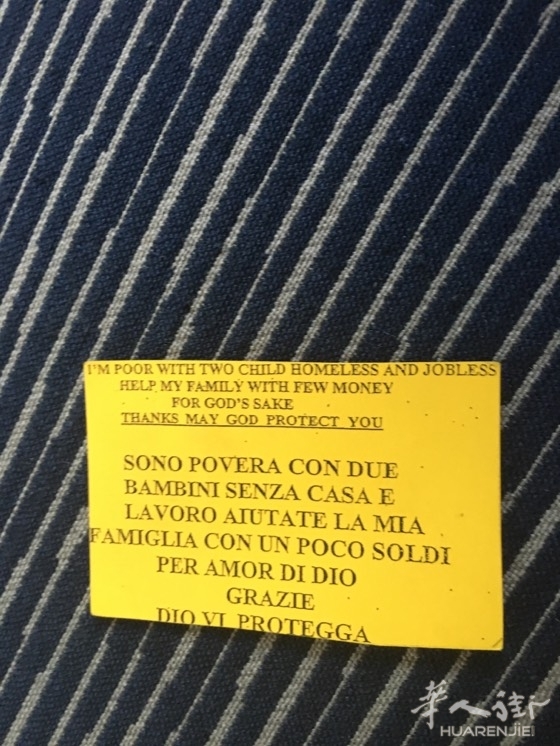 I'M POOR WITH TWO CHILD HOMELESS AND JOBLESS
HELP MY FAMILY WITH FEW MONEY
FOR GOD'S SAKE
THANKS MAY GOD PROTECT YOU
SONO POVERA CON DUE
BAMBINI SENZA CASA E
LAVORO AIUTATE LA MIA
FAMIGLIA CON UN POCO SOLDI
PER AMOR DI DIO
GRAZIE
DIO VI PROTEGGA
华人街
HUARENJIE